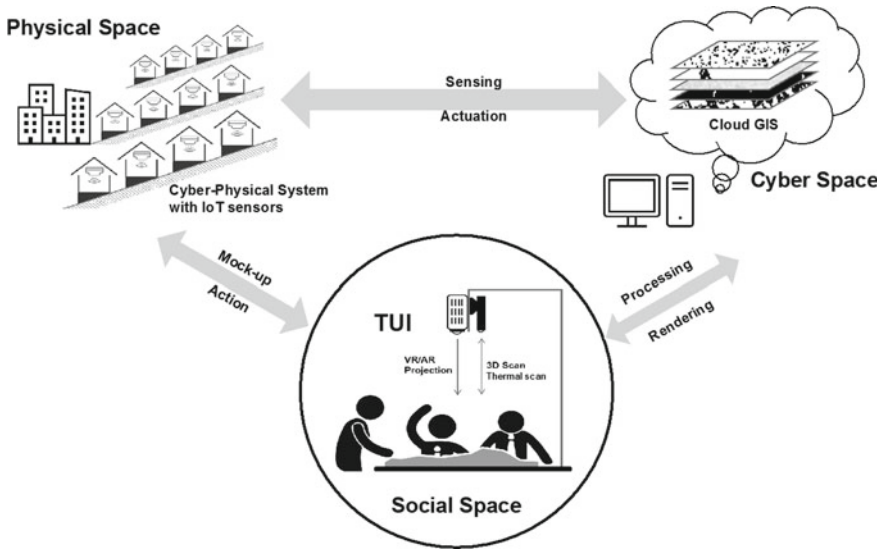 Physical Space
Sensing
Actuation
Cloud GIS
Cyber Space
Cyber-Physical System
with IoT sensors
Mock-up
Action
Processing
Rendering
TUI
VR/AR
Projection
3D Scan
Thermal scan
Social Space